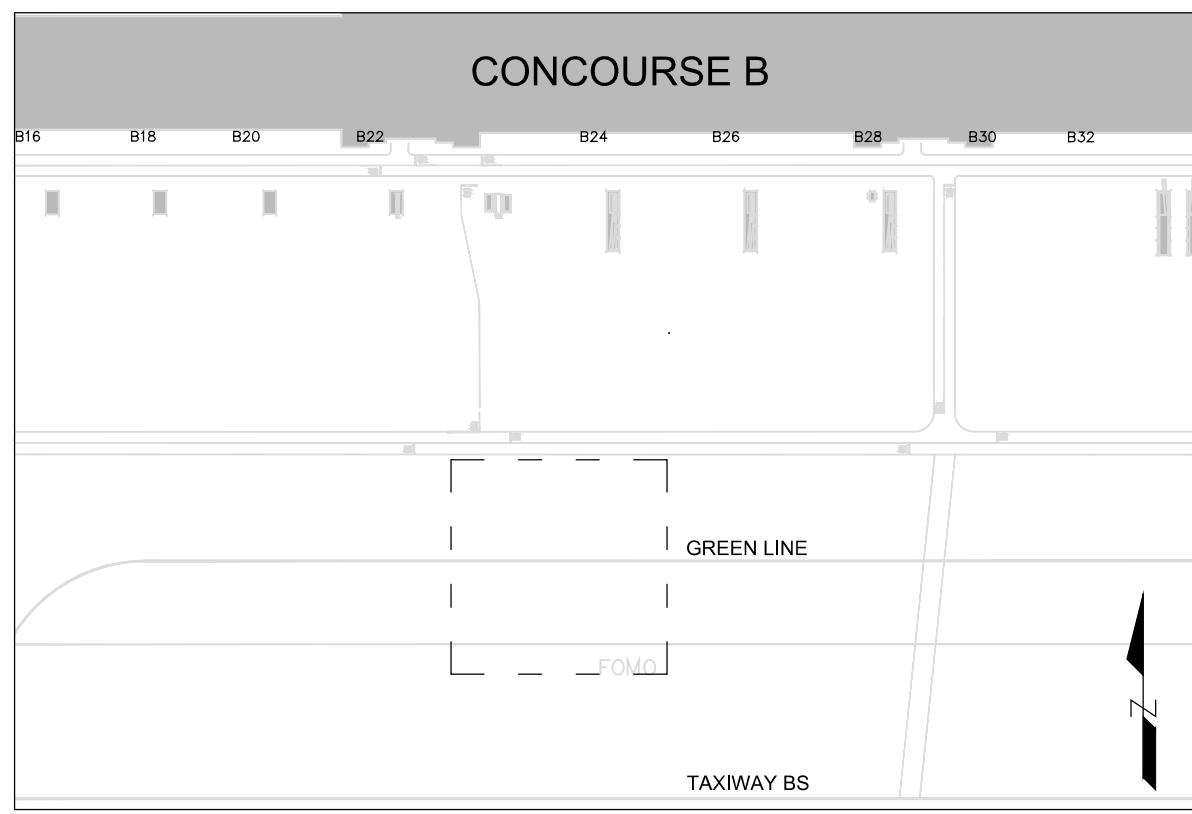 CONCOURSE B
B16 B18 B20 B22 B24 B26 B28 B30 B32
GREEN LINE
FOMO
Z
TAXIWAY BS